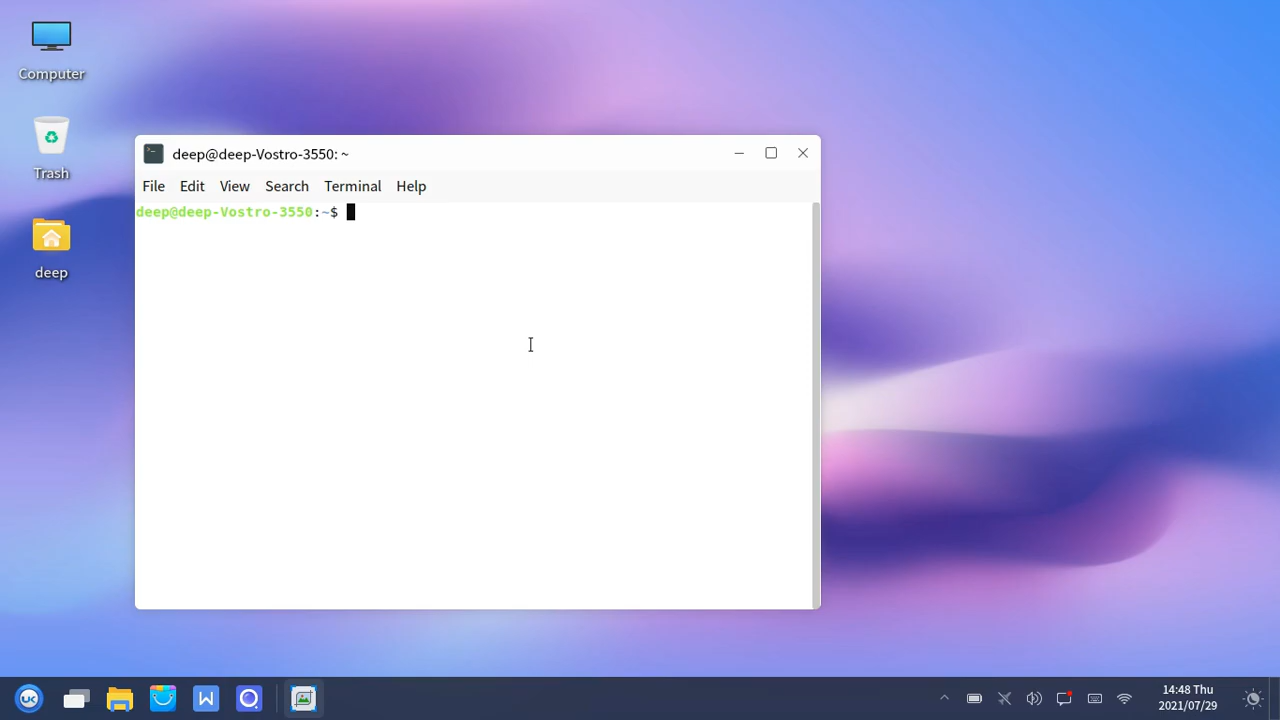 Computer
Trash
deep
deep@deep-Vostro-3550: ~
File Edit View Search Terminal Help
deep@deep-Vostro-3550:~$
14:48 Thu
2021/07/29